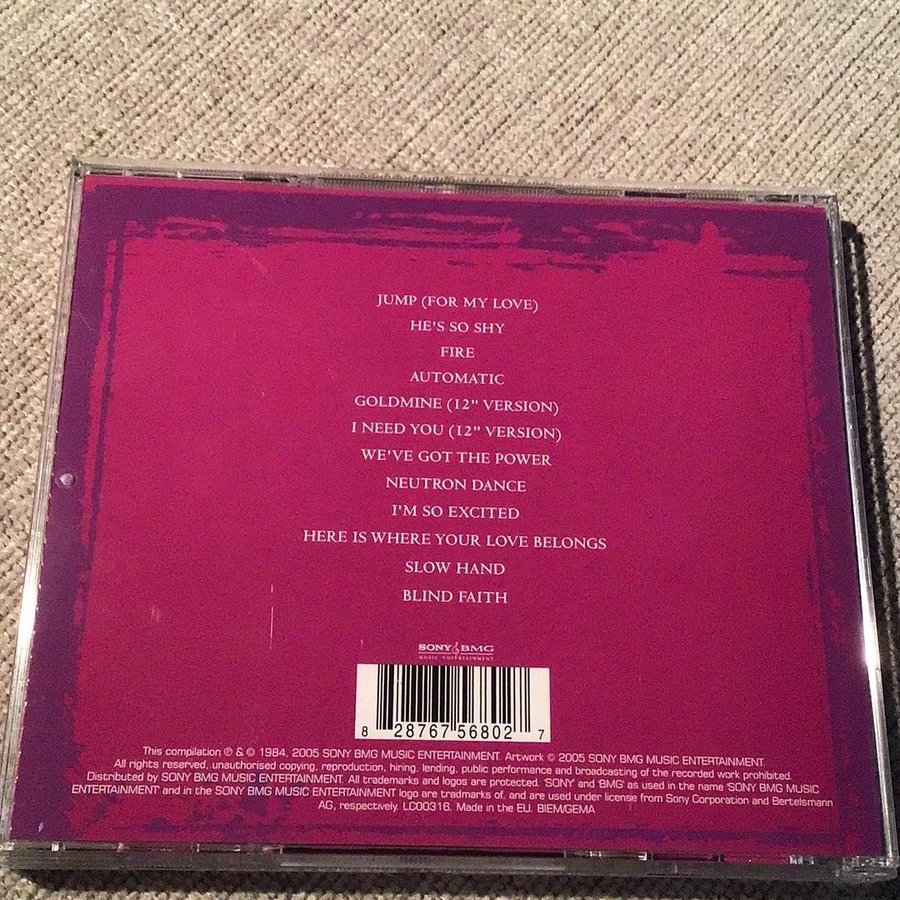 JUMP (FOR MY LOVE)
HE'S SO SHY
FIRE
AUTOMATIC
GOLDMINE (12" VERSION)
I NEED YOU (12" VERSION)
WE'VE GOT THE POWER
NEUTRON DANCE
I'M SO EXCITED
HERE IS WHERE YOUR LOVE BELONGS
SLOW HAND
BLIND FAITH
SONY BMG
MUSIC ENTERTAINMENT
8 28767 56802 7
This compilation ℗ & © 1984, 2005 SONY BMG MUSIC ENTERTAINMENT. Artwork © 2005 SONY BMG MUSIC ENTERTAINMENT.
All rights reserved, unauthorised copying, reproduction, hiring, lending, public performance and broadcasting of the recorded work prohibited.
Distributed by SONY BMG MUSIC ENTERTAINMENT. All trademarks and logos are protected. 'SONY' and 'BMG' as used in the name 'SONY BMG MUSIC
ENTERTAINMENT' and in the SONY BMG MUSIC ENTERTAINMENT logo are trademarks of, and are used under license from Sony Corporation and Bertelsmann
AG, respectively. LC00316. Made in the EU. BIEM/GEMA